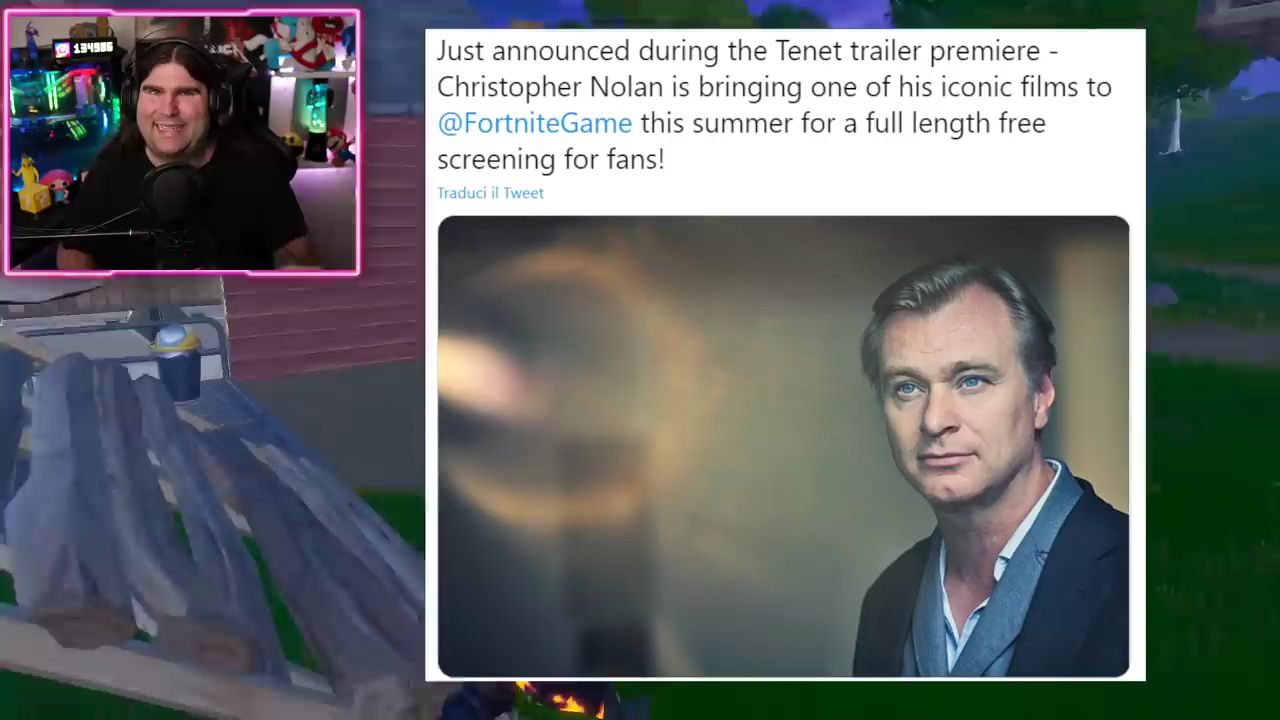 134986
Just announced during the Tenet trailer premiere -
Christopher Nolan is bringing one of his iconic films to
@FortniteGame this summer for a full length free
screening for fans!
Traduci il Tweet